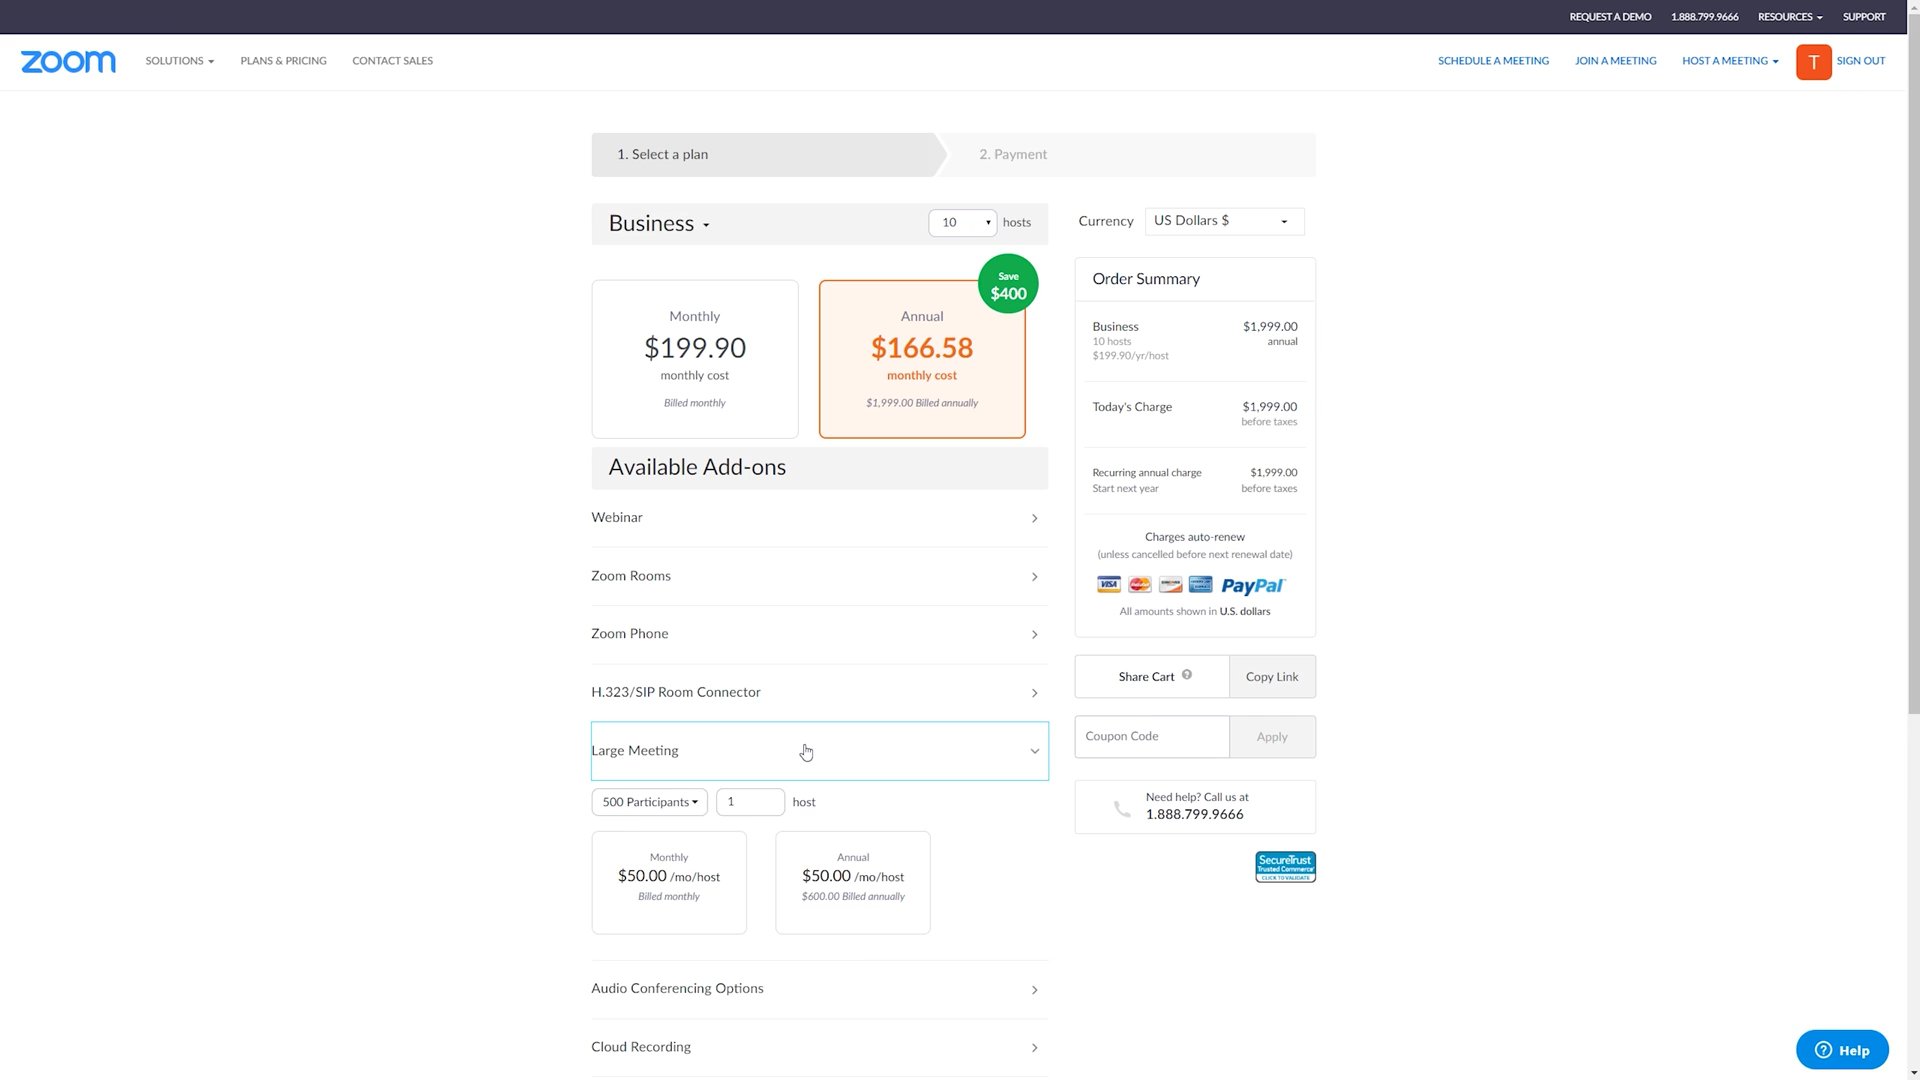 REQUEST A DEMO 1.888.799.9666 RESOURCES SUPPORT
zoom SOLUTIONS PLANS & PRICING CONTACT SALES SCHEDULE A MEETING JOIN A MEETING HOST A MEETING T SIGN OUT
1. Select a plan 2. Payment
Business 10 hosts
Currency US Dollars $
Save
$400
Monthly
$199.90
monthly cost
Billed monthly
Annual
$166.58
monthly cost
$1,999.00 Billed annually
Available Add-ons
Webinar
Zoom Rooms
Zoom Phone
H.323/SIP Room Connector
Large Meeting
500 Participants 1 host
Monthly
$50.00 /mo/host
Billed monthly
Annual
$50.00 /mo/host
$600.00 Billed annually
Audio Conferencing Options
Cloud Recording
Order Summary
Business $1,999.00
10 hosts annual
$199.90/yr/host
Today's Charge $1,999.00
before taxes
Recurring annual charge $1,999.00
Start next year before taxes
Charges auto-renew
(unless cancelled before next renewal date)
VISA PayPal
All amounts shown in U.S. dollars
Share Cart ? Copy Link
Coupon Code Apply
Need help? Call us at
1.888.799.9666
SecureTrust
Trusted Commerce
CLICK TO VALIDATE
? Help